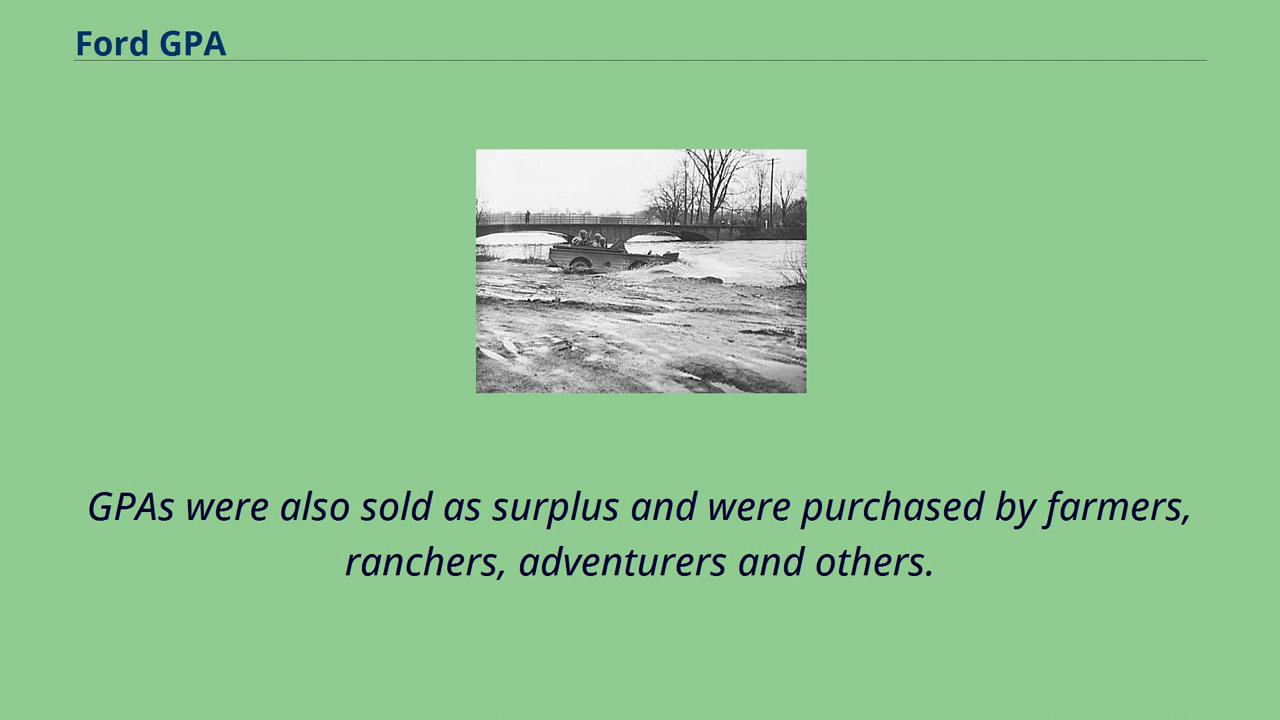 Ford GPA
GPAs were also sold as surplus and were purchased by farmers,
ranchers, adventurers and others.